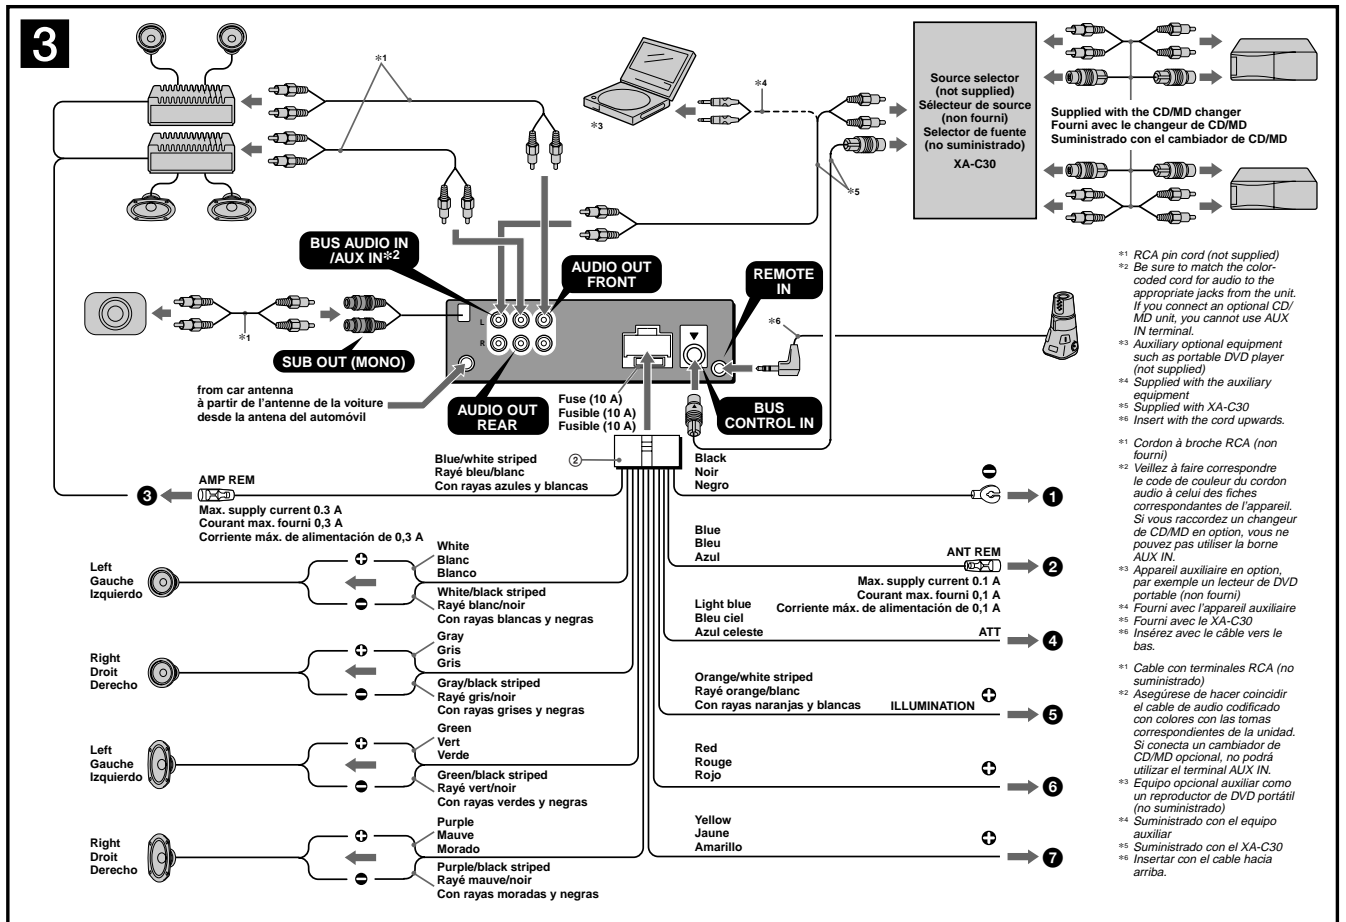 3
*1
*4
*3
Source selector
(not supplied)
Sélecteur de source
(non fourni)
Selector de fuente
(no suministrado)
XA-C30
Supplied with the CD/MD changer
Fourni avec le changeur de CD/MD
Suministrado con el cambiador de CD/MD
*1
*5
BUS AUDIO IN
/AUX IN*2
AUDIO OUT
FRONT
REMOTE
IN
*6
L
R
*1
SUB OUT (MONO)
from car antenna
à partir de l'antenne de la voiture
desde la antena del automóvil
AUDIO OUT
REAR
Fuse (10 A)
Fusible (10 A)
Fusible (10 A)
BUS
CONTROL IN
2
Blue/white striped
Rayé bleu/blanc
Con rayas azules y blancas
AMP REM
3
Max. supply current 0.3 A
Courant max. fourni 0,3 A
Corriente máx. de alimentación de 0,3 A
Left
Gauche
Izquierdo
White
Blanc
Blanco
White/black striped
Rayé blanc/noir
Con rayas blancas y negras
Right
Droit
Derecho
Gray
Gris
Gris
Gray/black striped
Rayé gris/noir
Con rayas grises y negras
Left
Gauche
Izquierdo
Green
Vert
Verde
Green/black striped
Rayé vert/noir
Con rayas verdes y negras
Right
Droit
Derecho
Purple
Mauve
Morado
Purple/black striped
Rayé mauve/noir
Con rayas moradas y negras
Black
Noir
Negro
1
Blue
Bleu
Azul
ANT REM
2
Max. supply current 0.1 A
Courant max. fourni 0,1 A
Corriente máx. de alimentación de 0,1 A
Light blue
Bleu ciel
Azul celeste
ATT
4
Orange/white striped
Rayé orange/blanc
Con rayas naranjas y blancas
ILLUMINATION
5
Red
Rouge
Rojo
6
Yellow
Jaune
Amarillo
7
*1 RCA pin cord (not supplied)
*2 Be sure to match the color-
coded cord for audio to the
appropriate jacks from the unit.
If you connect an optional CD/
MD unit, you cannot use AUX
IN terminal.
*3 Auxiliary optional equipment
such as portable DVD player
(not supplied)
*4 Supplied with the auxiliary
equipment
*5 Supplied with XA-C30
*6 Insert with the cord upwards.
*1 Cordon à broche RCA (non
fourni)
*2 Veillez à faire correspondre
le code de couleur du cordon
audio à celui des fiches
correspondantes de l'appareil.
Si vous raccordez un changeur
de CD/MD en option, vous ne
pouvez pas utiliser la borne
AUX IN.
*3 Appareil auxiliaire en option,
par exemple un lecteur de DVD
portable (non fourni)
*4 Fourni avec l'appareil auxiliaire
*5 Fourni avec le XA-C30
*6 Insérez avec le câble vers le
bas.
*1 Cable con terminales RCA (no
suministrado)
*2 Asegúrese de hacer coincidir
el cable de audio codificado
con colores con las tomas
correspondientes de la unidad.
Si conecta un cambiador de
CD/MD opcional, no podrá
utilizar el terminal AUX IN.
*3 Equipo opcional auxiliar como
un reproductor de DVD portátil
(no suministrado)
*4 Suministrado con el equipo
auxiliar
*5 Suministrado con el XA-C30
*6 Insertar con el cable hacia
arriba.